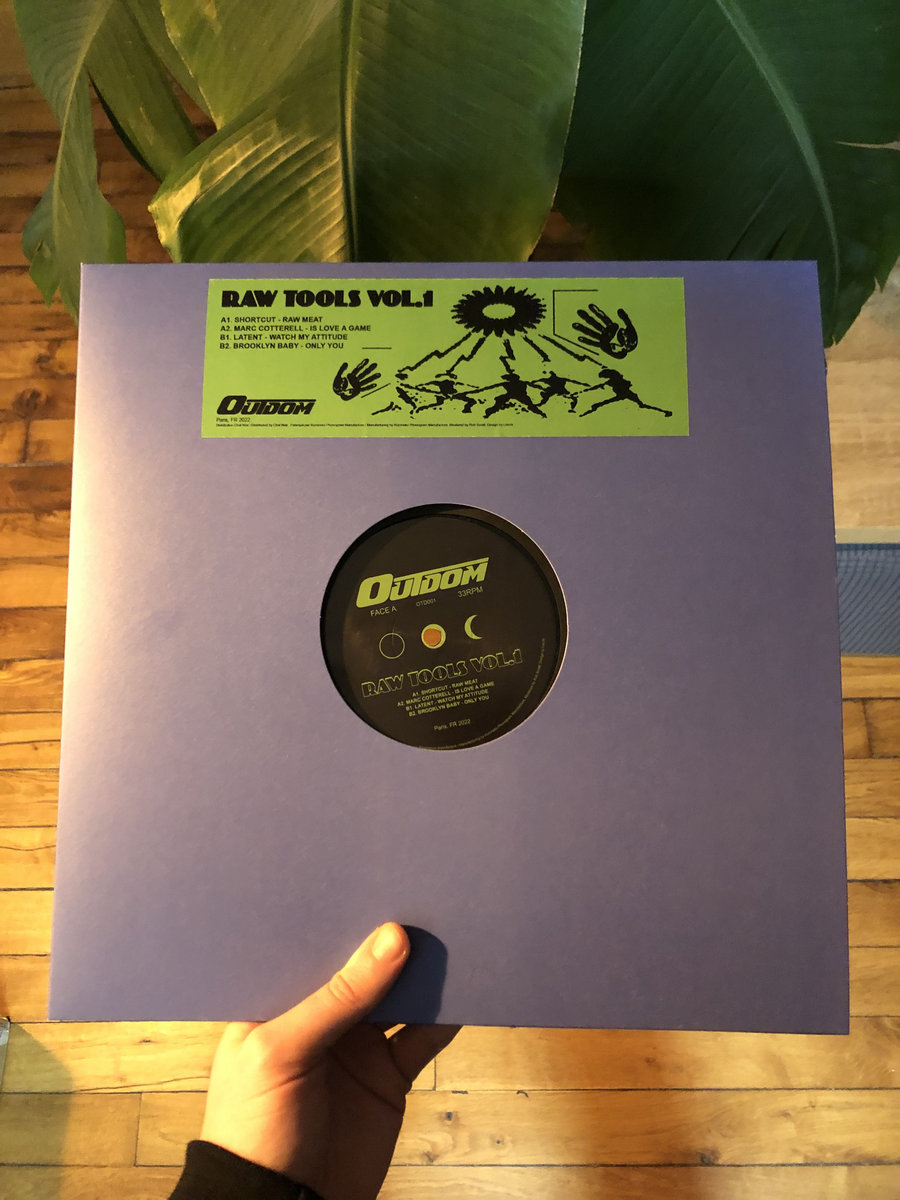 RAW TOOLS VOL.1
A1. SHORTCUT - RAW MEAT
A2. MARC COTTERELL - IS LOVE A GAME
B1. LATENT - WATCH MY ATTITUDE
B2. BROOKLYN BABY - ONLY YOU
OUTDOM
Paris, FR 2022
OUTDOM
FACE A OTD001 33RPM
RAW TOOLS VOL.1
A1. SHORTCUT - RAW MEAT
A2. MARC COTTERELL - IS LOVE A GAME
B1. LATENT - WATCH MY ATTITUDE
B2. BROOKLYN BABY - ONLY YOU
Paris, FR 2022